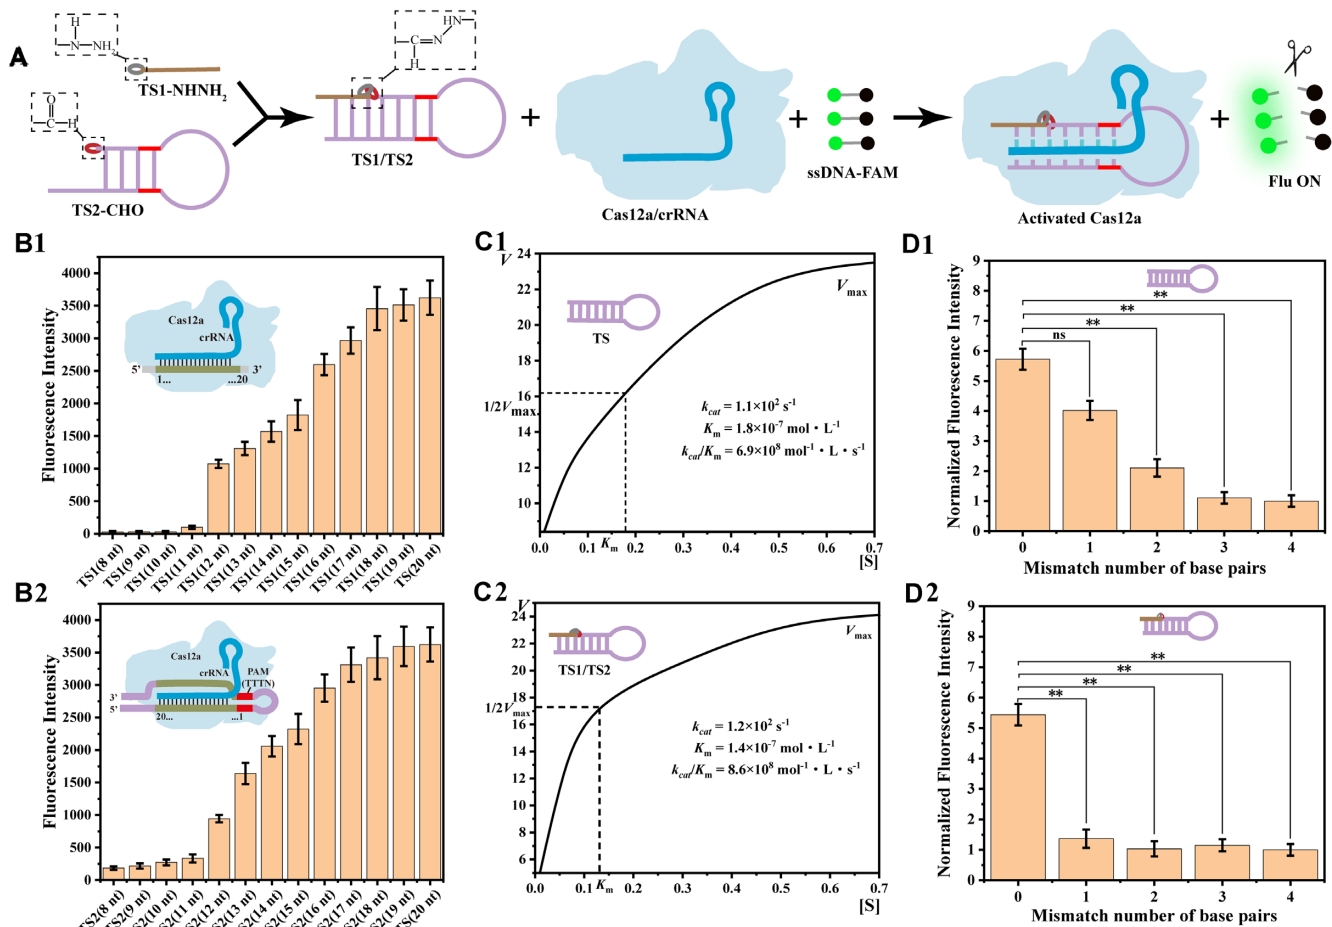 A
H
N
NH2
TS1-NHNH2
O
C
H
TS2-CHO
HN
C
N
H
TS1/TS2
+
Cas12a/crRNA
+
ssDNA-FAM
Activated Cas12a
+
Flu ON
B1
Fluorescence Intensity
4000
3500
3000
2500
2000
1500
1000
500
0
Cas12a
crRNA
5’
3’
1...
...20
TS1(8 nt)
TS1(9 nt)
TS1(10 nt)
TS1(11 nt)
TS1(12 nt)
TS1(13 nt)
TS1(14 nt)
TS1(15 nt)
TS1(16 nt)
TS1(17 nt)
TS1(18 nt)
TS1(19 nt)
TS(20 nt)
C1
V
24
22
20
18
16
14
12
10
1/2Vmax
Vmax
TS
kcat = 1.1×10² s⁻¹
Km = 1.8×10⁻⁷ mol · L⁻¹
kcat/Km = 6.9×10⁸ mol⁻¹ · L · s⁻¹
0.0
Km
0.2
0.3
0.4
0.5
0.6
0.7
[S]
D1
Normalized Fluorescence Intensity
9
8
7
6
5
4
3
2
1
0
**
**
**
ns
0
1
2
3
4
Mismatch number of base pairs
B2
Fluorescence Intensity
4000
3500
3000
2500
2000
1500
1000
500
0
Cas12a
crRNA
PAM
(TTTN)
3’
5’
20...
...1
TS2(8 nt)
TS2(9 nt)
TS2(10 nt)
TS2(11 nt)
TS2(12 nt)
TS2(13 nt)
TS2(14 nt)
TS2(15 nt)
TS2(16 nt)
TS2(17 nt)
TS2(18 nt)
TS2(19 nt)
TS(20 nt)
C2
V
24
22
20
18
16
14
12
10
8
6
1/2Vmax
Vmax
TS1/TS2
kcat = 1.2×10² s⁻¹
Km = 1.4×10⁻⁷ mol · L⁻¹
kcat/Km = 8.6×10⁸ mol⁻¹ · L · s⁻¹
0.0
Km
0.2
0.3
0.4
0.5
0.6
0.7
[S]
D2
Normalized Fluorescence Intensity
9
8
7
6
5
4
3
2
1
0
**
**
**
**
0
1
2
3
4
Mismatch number of base pairs